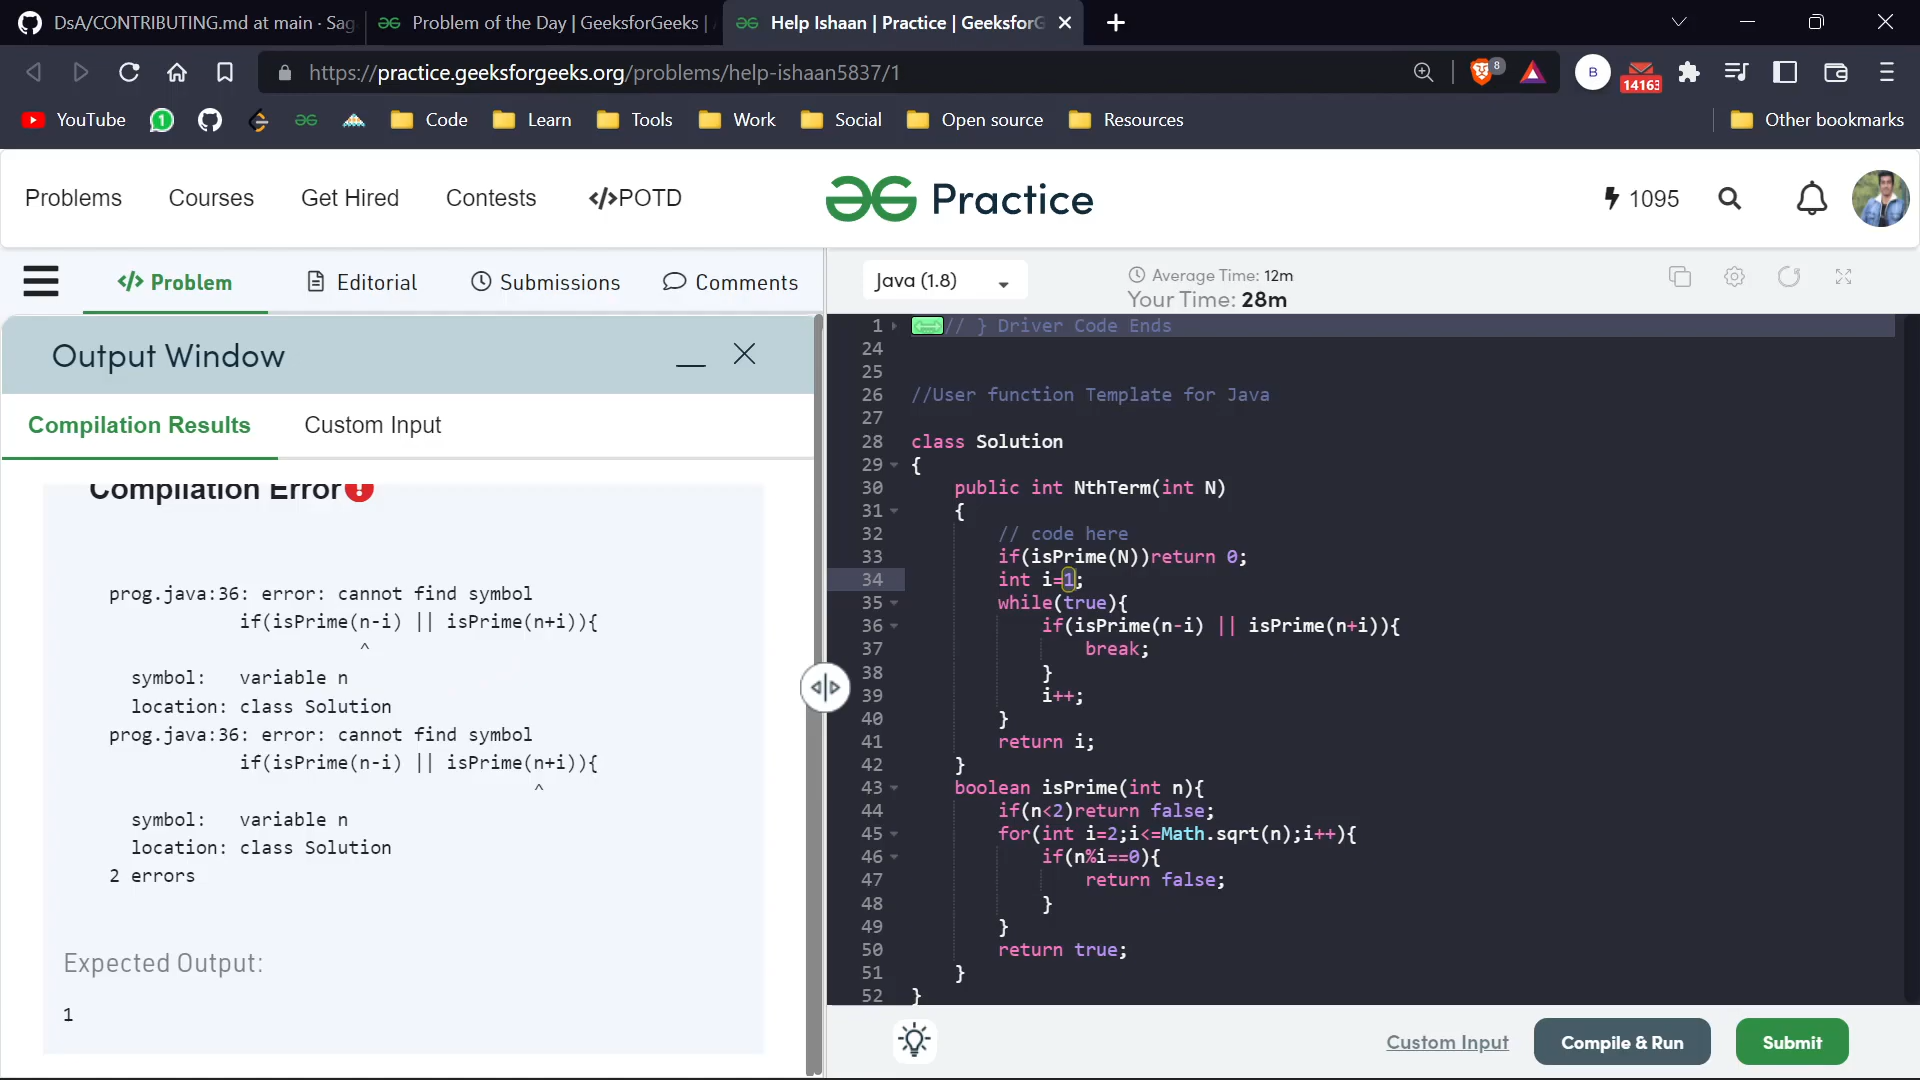 DsA/CONTRIBUTING.md at main · Sag
Problem of the Day | GeeksforGeeks |
Help Ishaan | Practice | GeeksforG
https://practice.geeksforgeeks.org/problems/help-ishaan5837/1
8
B
14163
YouTube
1
Code
Learn
Tools
Work
Social
Open source
Resources
Other bookmarks
Problems
Courses
Get Hired
Contests
</>POTD
Practice
1095
</> Problem
Editorial
Submissions
Comments
Java (1.8)
Average Time: 12m
Your Time: 28m
Output Window
Compilation Results
Custom Input
Compilation Error
prog.java:36: error: cannot find symbol
if(isPrime(n-i) || isPrime(n+i)){
^
symbol: variable n
location: class Solution
prog.java:36: error: cannot find symbol
if(isPrime(n-i) || isPrime(n+i)){
^
symbol: variable n
location: class Solution
2 errors
Expected Output:
1
1 // } Driver Code Ends
24
25
26 //User function Template for Java
27
28 class Solution
29 {
30 public int NthTerm(int N)
31 {
32 // code here
33 if(isPrime(N))return 0;
34 int i=1;
35 while(true){
36 if(isPrime(n-i) || isPrime(n+i)){
37 break;
38 }
39 i++;
40 }
41 return i;
42 }
43 boolean isPrime(int n){
44 if(n<2)return false;
45 for(int i=2;i<=Math.sqrt(n);i++){
46 if(n%i==0){
47 return false;
48 }
49 }
50 return true;
51 }
52 }
Custom Input
Compile & Run
Submit